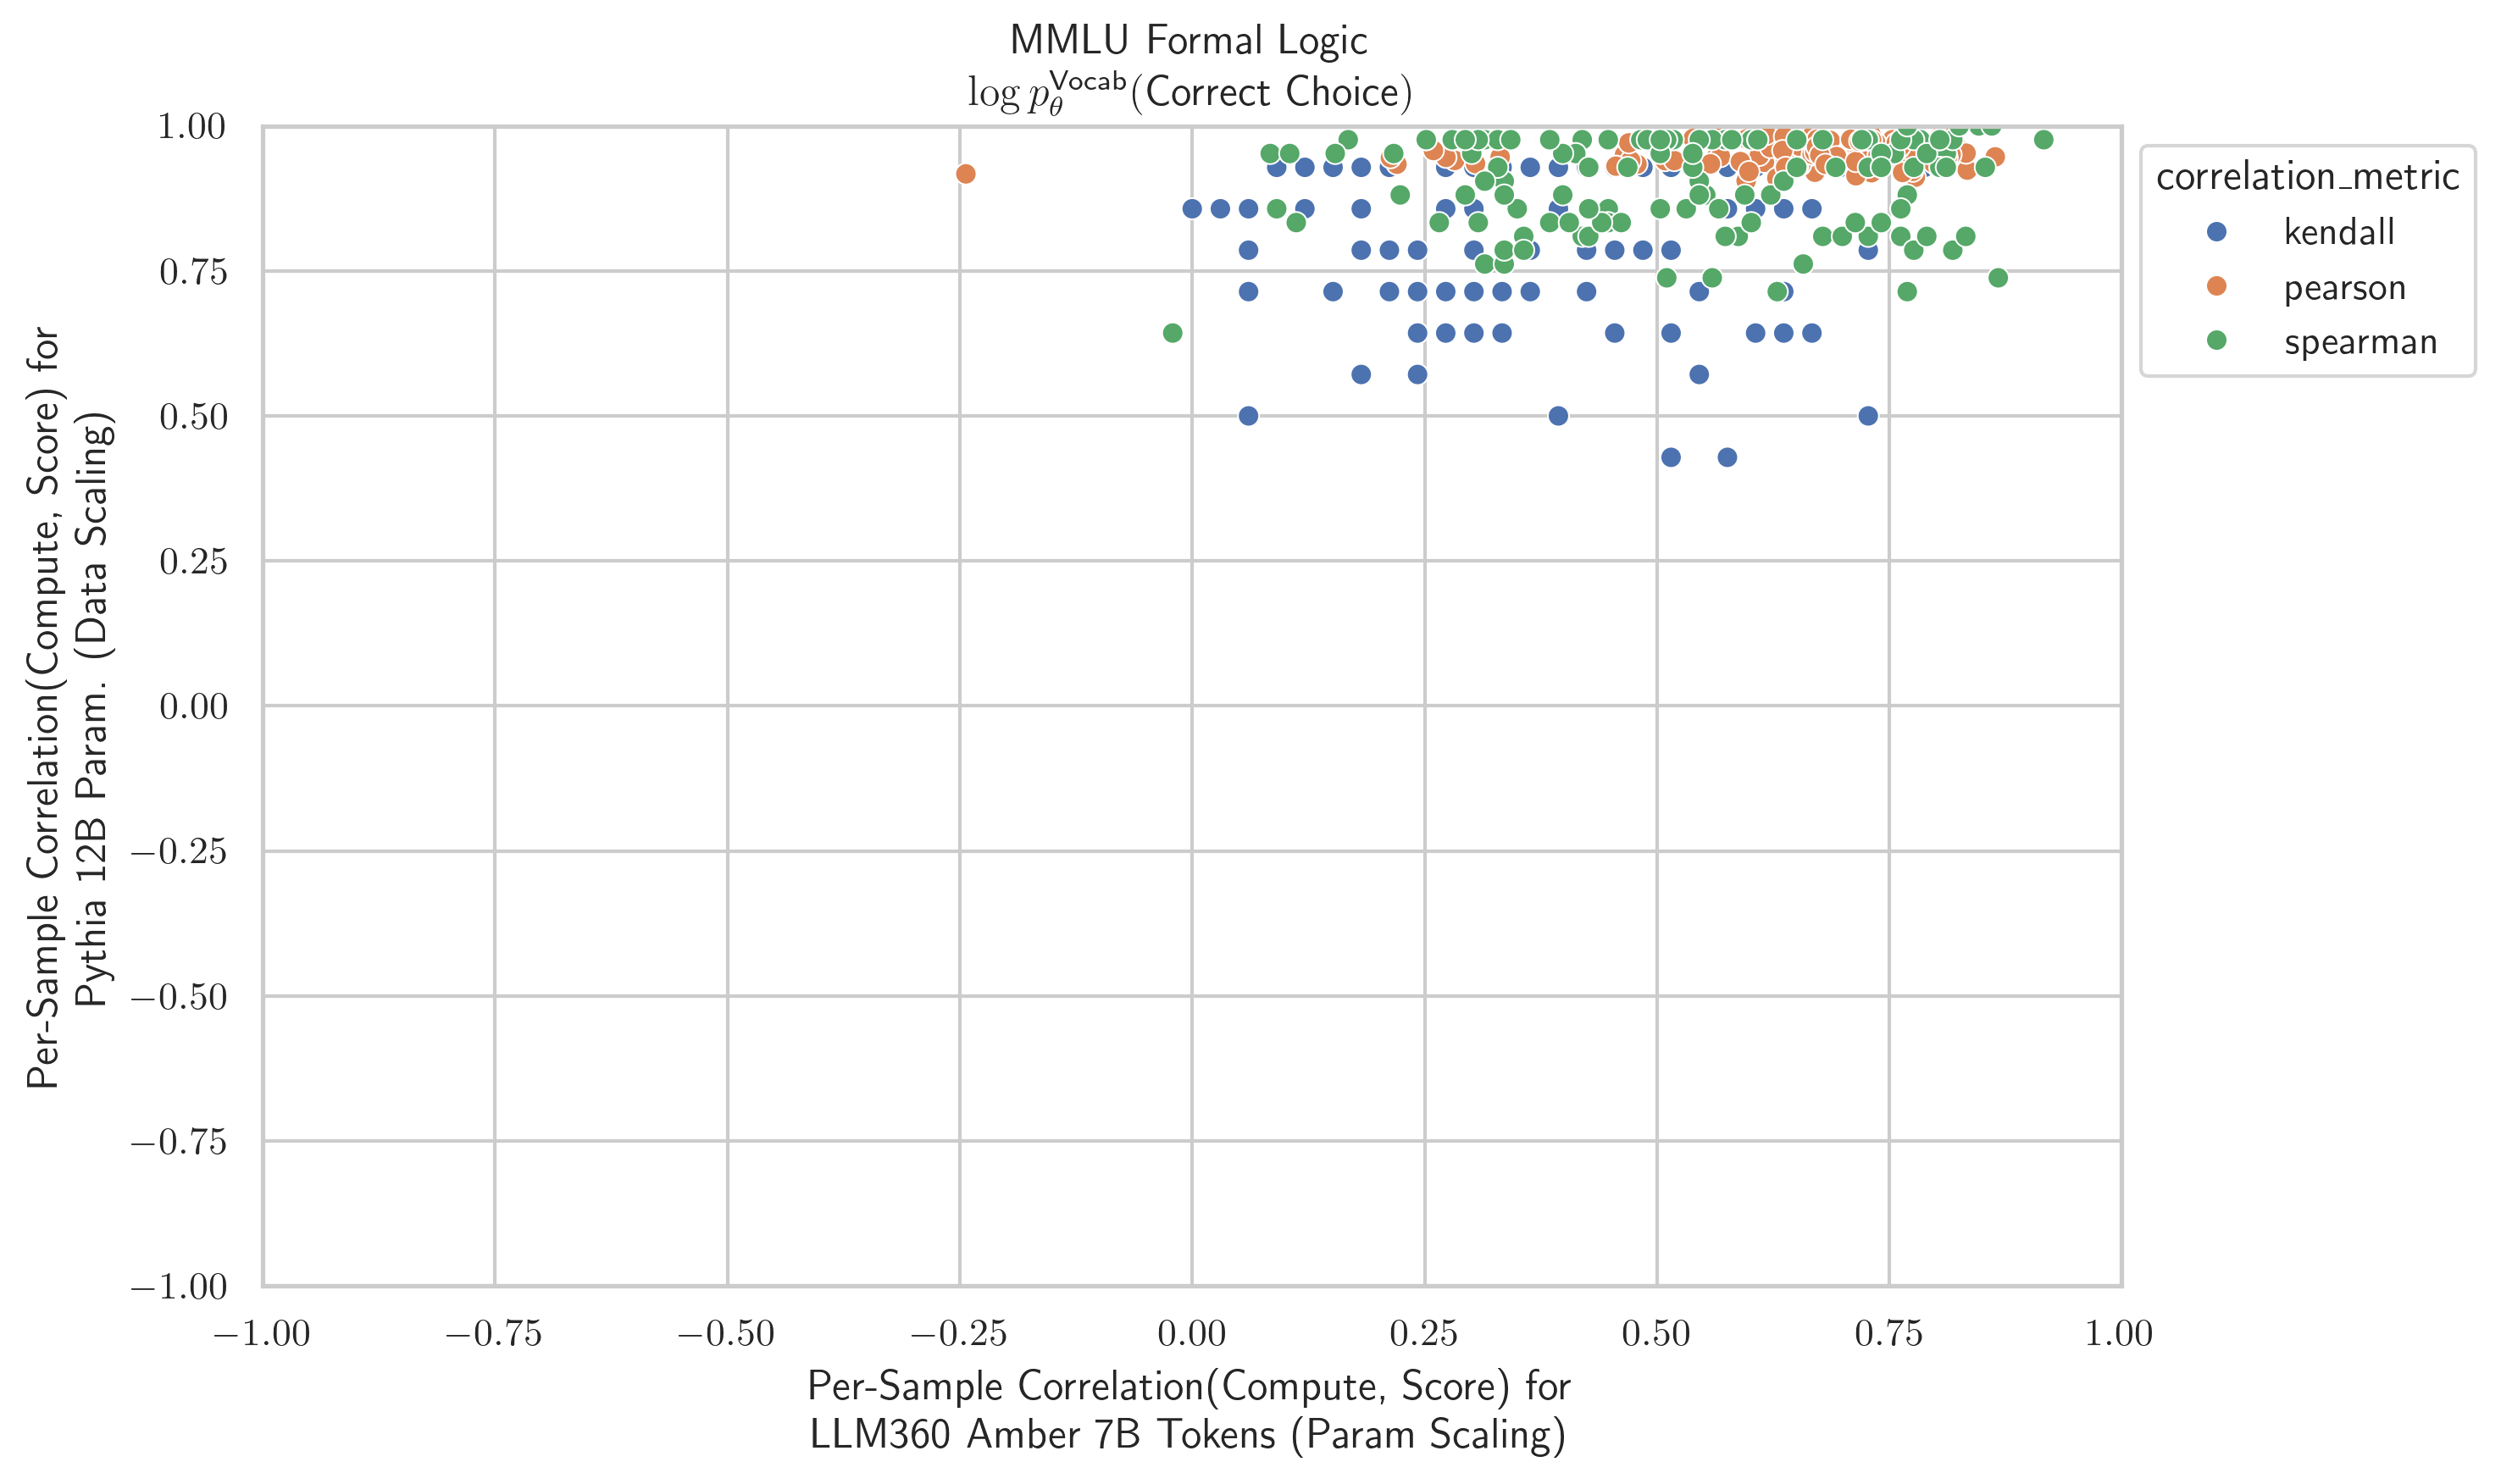 MMLU Formal Logic
log p_θ^Vocab(Correct Choice)
1.00
0.75
0.50
0.25
0.00
−0.25
−0.50
−0.75
−1.00
Per-Sample Correlation(Compute, Score) for
Pythia 12B Param. (Data Scaling)
−1.00
−0.75
−0.50
−0.25
0.00
0.25
0.50
0.75
1.00
Per-Sample Correlation(Compute, Score) for
LLM360 Amber 7B Tokens (Param Scaling)
correlation_metric
kendall
pearson
spearman